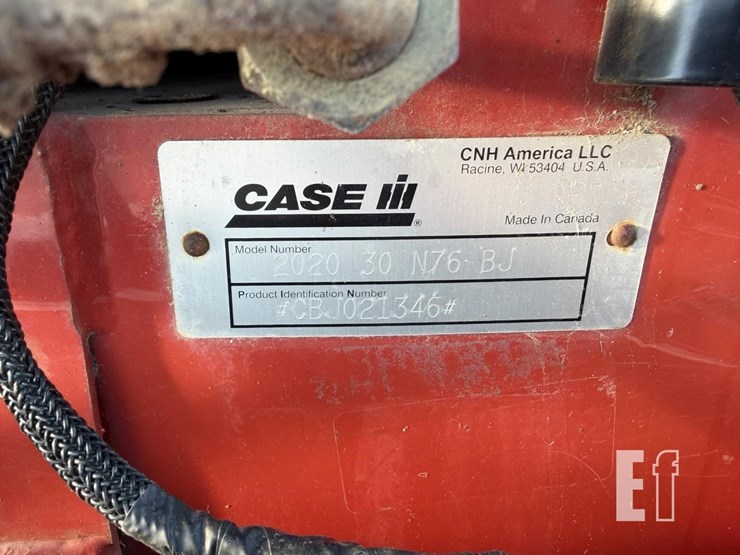 CNH America LLC
Racine, WI 53404 U.S.A.
CASE IH
®
Made In Canada
Model Number
2020 30 N76-BJ
Product Identification Number
#CBJ021346#
Ef